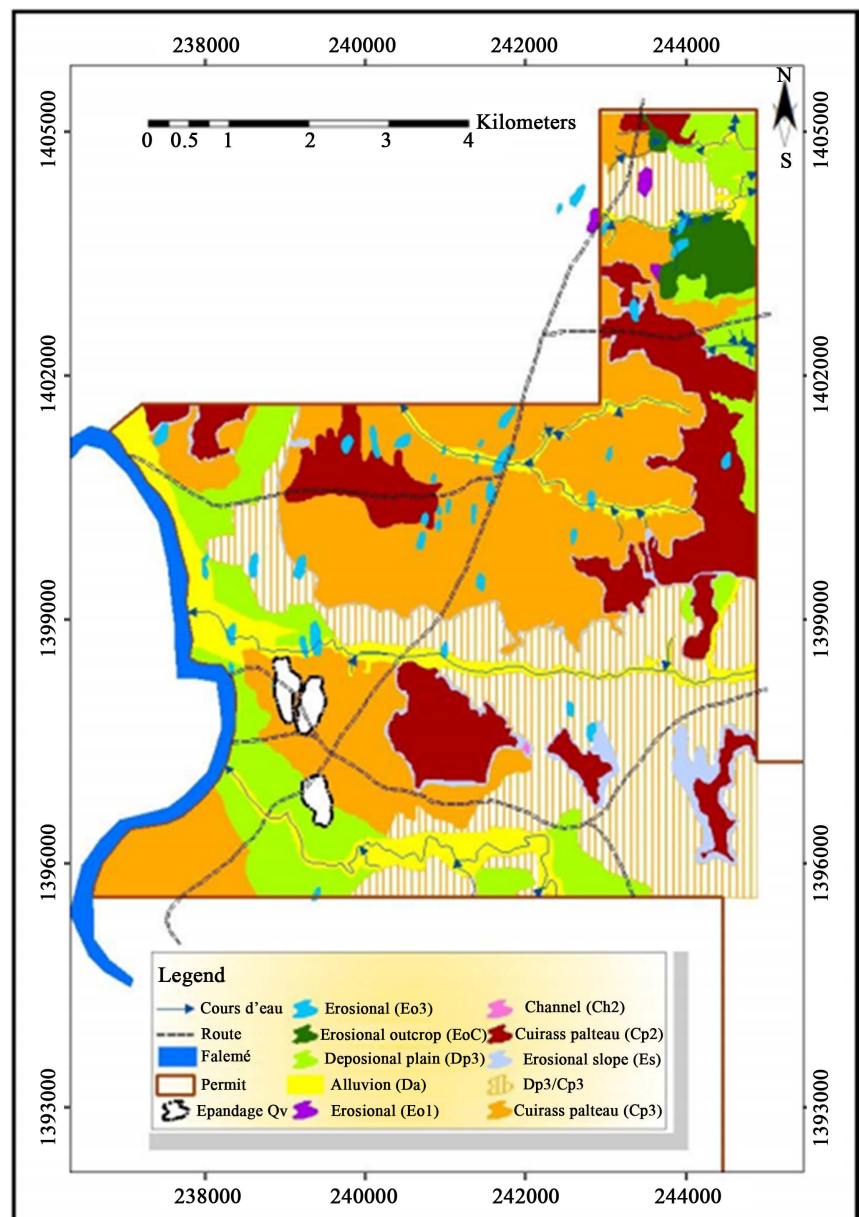 238000 240000 242000 244000
N
S
Kilometers
0 0.5 1 2 3 4
1405000 1405000
1402000 1402000
1399000 1399000
1396000 1396000
1393000 1393000
Legend
Cours d'eau Erosional (Eo3) Channel (Ch2)
Route Erosional outcrop (EoC) Cuirass palteau (Cp2)
Falemé Deposional plain (Dp3) Erosional slope (Es)
Permit Alluvion (Da) Dp3/Cp3
Epandage Qv Erosional (Eo1) Cuirass palteau (Cp3)
238000 240000 242000 244000